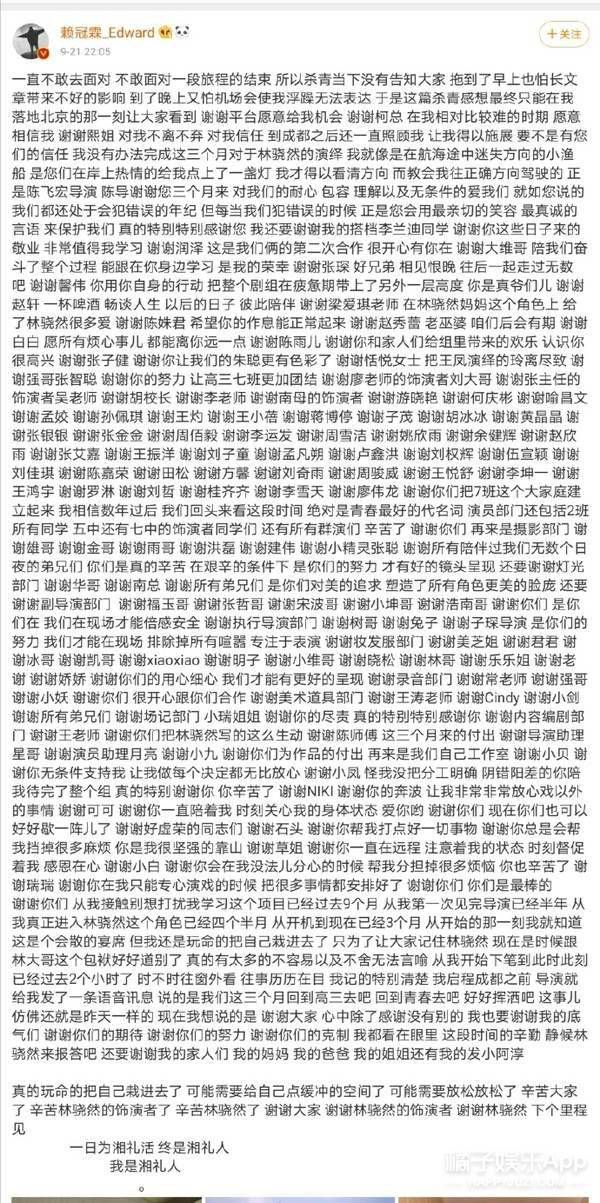 赖冠霖_Edward
9-21 22:05
+关注
一直不敢去面对 不敢面对一段旅程的结束 所以杀青当下没有告知大家 拖到了早上也怕长文
章带来不好的影响 到了晚上又怕机场会使我浮躁无法表达 于是这篇杀青感想最终只能在我
落地北京的那一刻让大家看到 谢谢平台愿意给我机会 谢谢柯总 在我相对比较难的时期 愿意
相信我 谢谢熙姐 对我不离不弃 对我信任 到成都之后还一直照顾我 让我得以施展 要不是有您
们的信任 我没有办法完成这三个月对于林骁然的演绎 我就像是在航海途中迷失方向的小渔
船 是您们在岸上热情的给我点上了一盏灯 我才得以看清方向 而教会我往正确方向驾驶的 正
是陈飞宏导演 陈导谢谢您三个月来 对我们的耐心 包容 理解以及无条件的爱我们 就如您说的
我们都还处于会犯错误的年纪 但每当我们犯错误的时候 正是您会用最亲切的笑容 最真诚的
言语 来保护我们 真的特别特别感谢您 我还要谢谢我的搭档李兰迪同学 谢谢你这些日子来的
敬业 非常值得我学习 谢谢润泽 这是我们俩的第二次合作 很开心有你在 谢谢大维哥 陪我们奋
斗了整个过程 能跟在你身边学习 是我的荣幸 谢谢张琛 好兄弟 相见恨晚 往后一起走过无数
吧 谢谢馨伟 你用你自身的行动 把整个剧组在疲惫期带上了另外一层高度 你是真爷们儿 谢谢
赵轩 一杯啤酒 畅谈人生 以后的日子 彼此陪伴 谢谢梁爱琪老师 在林骁然妈妈这个角色上 给
了林骁然很多爱 谢谢陈姝君 希望你的作息能正常起来 谢谢赵秀蕾 老巫婆 咱们后会有期 谢谢
白白 愿所有烦心事儿 都能离你远一点 谢谢陈雨儿 谢谢你和家人们给组里带来的欢乐 认识你
很高兴 谢谢张子健 谢谢你让我们的朱聪更有色彩了 谢谢恬悦女士 把王凤演绎的玲离尽致 谢
谢强哥张智聪 谢谢你的努力 让高三七班更加团结 谢谢廖老师的饰演者刘大哥 谢谢张主任的
饰演者吴老师 谢谢胡校长 谢谢李老师 谢谢南母的饰演者 谢谢游晓艳 谢谢何庆彬 谢谢喻昌文
谢谢孟姣 谢谢孙佩琪 谢谢王灼 谢谢王小蓓 谢谢蒋博停 谢谢子茂 谢谢胡冰冰 谢谢黄晶晶 谢
谢张银银 谢谢张金金 谢谢周佰毅 谢谢李运发 谢谢周雪洁 谢谢姚欣雨 谢谢余健辉 谢谢赵欣
雨 谢谢张艾嘉 谢谢王振洋 谢谢刘子童 谢谢孟凡朔 谢谢卢鑫洪 谢谢刘权辉 谢谢伍宣颖 谢谢
刘佳琪 谢谢陈嘉荣 谢谢田松 谢谢方馨 谢谢刘奇雨 谢谢周骏威 谢谢王悦舒 谢谢李坤一 谢谢
王鸿宇 谢谢罗淋 谢谢刘哲 谢谢桂齐齐 谢谢李雪天 谢谢廖伟龙 谢谢你们把7班这个大家庭建
立起来 我相信数年过后 我们回头来看这段时间 绝对是青春最好的代名词 演员部门还包括2班
所有同学 五中还有七中的饰演者同学们 还有所有群演们 辛苦了 谢谢你们 再来是摄影部门 谢
谢雄哥 谢谢金哥 谢谢雨哥 谢谢洪磊 谢谢建伟 谢谢小精灵张聪 谢谢所有陪伴过我们无数个日
夜的弟兄们 你们是真的辛苦 在艰辛的条件下 是你们的努力 才有好的镜头呈现 还要谢谢灯光
部门 谢谢华哥 谢谢南总 谢谢所有弟兄们 是你们对美的追求 塑造了所有角色更美的脸庞 还要
谢谢副导演部门 谢谢福玉哥 谢谢张哲哥 谢谢宋波哥 谢谢小坤哥 谢谢浩南哥 谢谢你们 是你
们在 我们在现场才能倍感安全 谢谢执行导演部门 谢谢树哥 谢谢兔子 谢谢子琛导演 是你们的
努力 我们才能在现场 排除掉所有喧嚣 专注于表演 谢谢妆发服部门 谢谢美芝姐 谢谢君君 谢
谢冰哥 谢谢凯哥 谢谢xiaoxiao 谢谢明子 谢谢小维哥 谢谢晓松 谢谢林哥 谢谢乐乐姐 谢谢老
谢 谢谢娇娇 谢谢你们的用心细心 我们才能有更好的呈现 谢谢录音部门 谢谢常老师 谢谢强哥
谢谢小妖 谢谢你们 很开心跟你们合作 谢谢美术道具部门 谢谢王涛老师 谢谢Cindy 谢谢小剑
谢谢所有弟兄们 谢谢场记部门 小瑞姐姐 谢谢你的尽责 真的特别特别感谢你 谢谢内容编剧部
门 谢谢王老师 谢谢你们把林骁然写的这么生动 谢谢陈师傅 这三个月来的付出 谢谢导演助理
星哥 谢谢演员助理月亮 谢谢小九 谢谢你们为作品的付出 再来是我们自己工作室 谢谢小贝 谢谢
谢你无条件支持我 让我做每个决定都无比放心 谢谢小凤 怪我没把分工明确 阴错阳差的你陪
我待完了整个组 真的特别谢谢你 你辛苦了 谢谢NIKI 谢谢你的奔波 让我非常非常放心戏以外
的事情 谢谢可可 谢谢你一直陪着我 时刻关心我的身体状态 爱你哟 谢谢你们 现在你们也可以
好好歇一阵儿了 谢谢好虚荣的同志们 谢谢石头 谢谢你帮我打点好一切事物 谢谢你总是会帮
我挡掉很多麻烦 你是我很坚强的靠山 谢谢草姐 谢谢你一直在远程 注意着我的状态 时刻督促
着我 感恩在心 谢谢小白 谢谢你会在我没法儿分心的时候 帮我分担掉很多烦恼 你也辛苦了 谢
谢瑞瑞 谢谢你在我只能专心演戏的时候 把很多事情都安排好了 谢谢你们 你们是最棒的
谢谢你们 从我接触别想打扰我学习这个项目已经过去9个月 从我第一次见完导演已经半年 从
我真正进入林骁然这个角色已经四个半月 从开机到现在已经3个月 从开始的那一刻我就知道
这是个会散的宴席 但我还是玩命的把自己栽进去了 只为了让大家记住林骁然 现在是时候跟
林大哥这个包袱好好道别了 真的有太多的不容易以及不舍无法言喻 从我开始下笔到此时此刻
已经过去2个小时了 时不时往窗外看 往事历历在目 我记的特别清楚 我启程成都之前 导演就
给我发了一条语音讯息 说的是我们这三个月回到高三去吧 回到青春去吧 好好挥洒吧 这事儿
仿佛还就是昨天一样的 现在我想说的是 谢谢大家 心中除了感谢没有别的 我也要谢谢我的底
气们 谢谢你们的期待 谢谢你们的努力 谢谢你们的克制 我都看在眼里 这段时间的辛勤 静候林
骁然来报答吧 还要谢谢我的家人们 我的妈妈 我的爸爸 我的姐姐还有我的发小阿淳
真的玩命的把自己栽进去了 可能需要给自己点缓冲的空间了 可能需要放松放松了 辛苦大家
了 辛苦林骁然的饰演者了 辛苦林骁然了 谢谢大家 谢谢林骁然的饰演者 谢谢林骁然 下个里程
见
一日为湘礼活 终是湘礼人
我是湘礼人
。
橘子娱乐App
HAPPYJUZI.COM